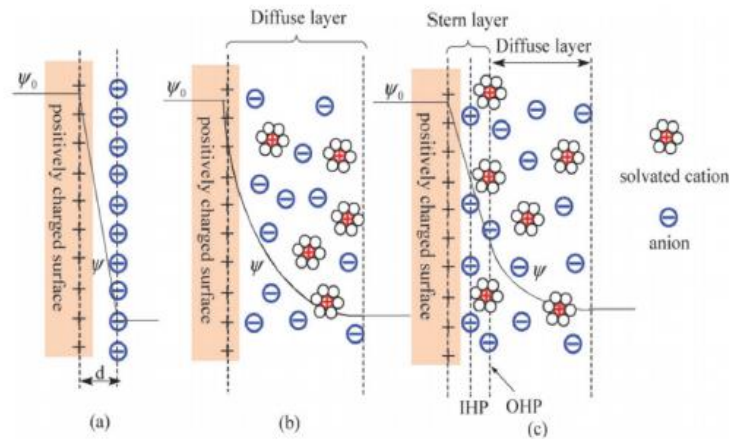 Diffuse layer
Stern layer
Diffuse layer
ψ0
ψ0
ψ0
positively charged surface
positively charged surface
positively charged surface
ψ
ψ
ψ
solvated cation
anion
d
IHP
OHP
(a)
(b)
(c)